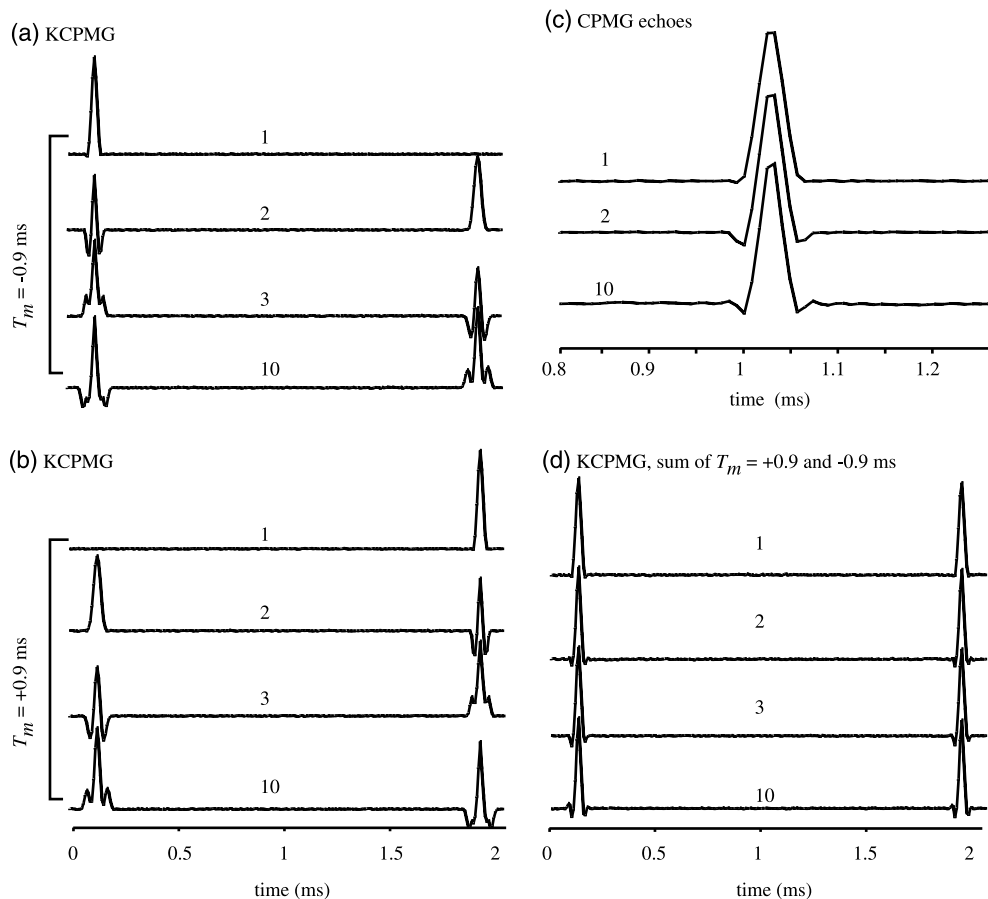 (a) KCPMG
1
2
3
10
T_m = -0.9 ms
(b) KCPMG
1
2
3
10
T_m = +0.9 ms
0 0.5 1 1.5 2
time (ms)
(c) CPMG echoes
1
2
10
0.8 0.9 1 1.1 1.2
time (ms)
(d) KCPMG, sum of T_m = +0.9 and -0.9 ms
1
2
3
10
0 0.5 1 1.5 2
time (ms)